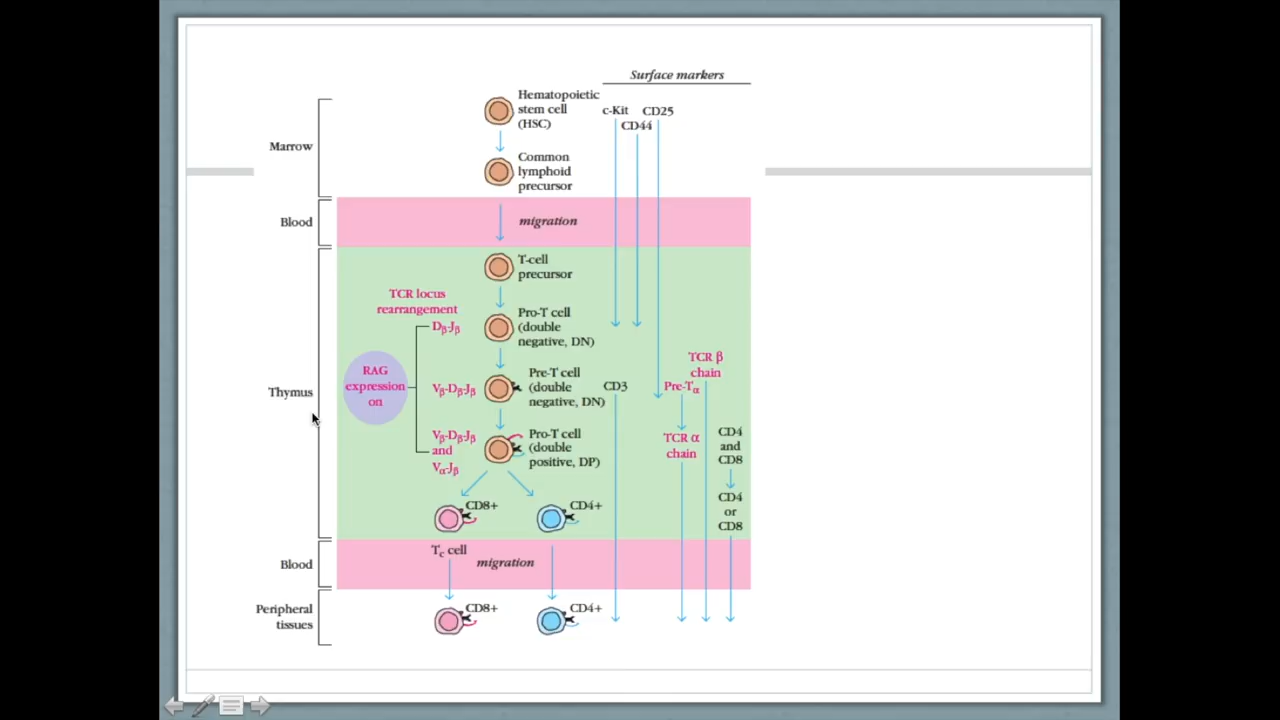 Surface markers
Hematopoietic
stem cell
(HSC)
c-Kit
CD25
CD44
Marrow
Common
lymphoid
precursor
Blood
migration
T-cell
precursor
TCR locus
rearrangement
Dβ-Jβ
Pro-T cell
(double
negative, DN)
RAG
expression
on
Thymus
Vβ-Dβ-Jβ
Pre-T cell
(double
negative, DN)
CD3
TCR β
chain
Pre-Tα
Vβ-Dβ-Jβ
and
Vα-Jβ
Pro-T cell
(double
positive, DP)
TCR α
chain
CD4
and
CD8
CD4
or
CD8
CD8+
CD4+
Blood
Tc cell
migration
Peripheral
tissues
CD8+
CD4+